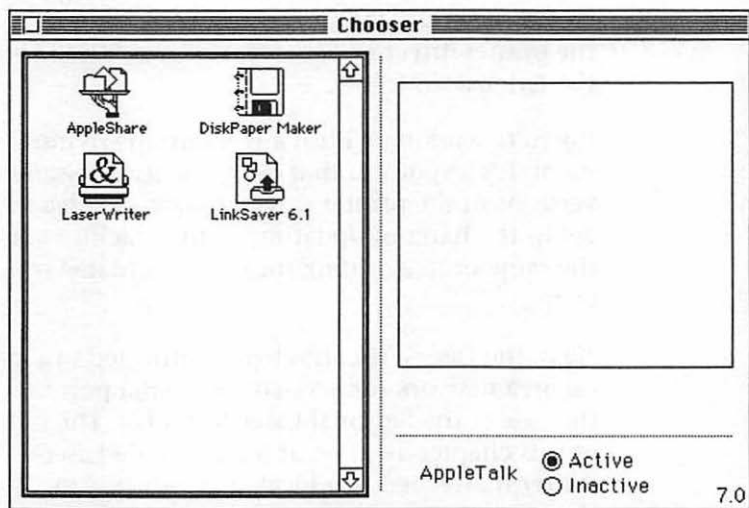 Chooser
AppleShare
DiskPaper Maker
LaserWriter
LinkSaver 6.1
AppleTalk
Active
Inactive
7.0